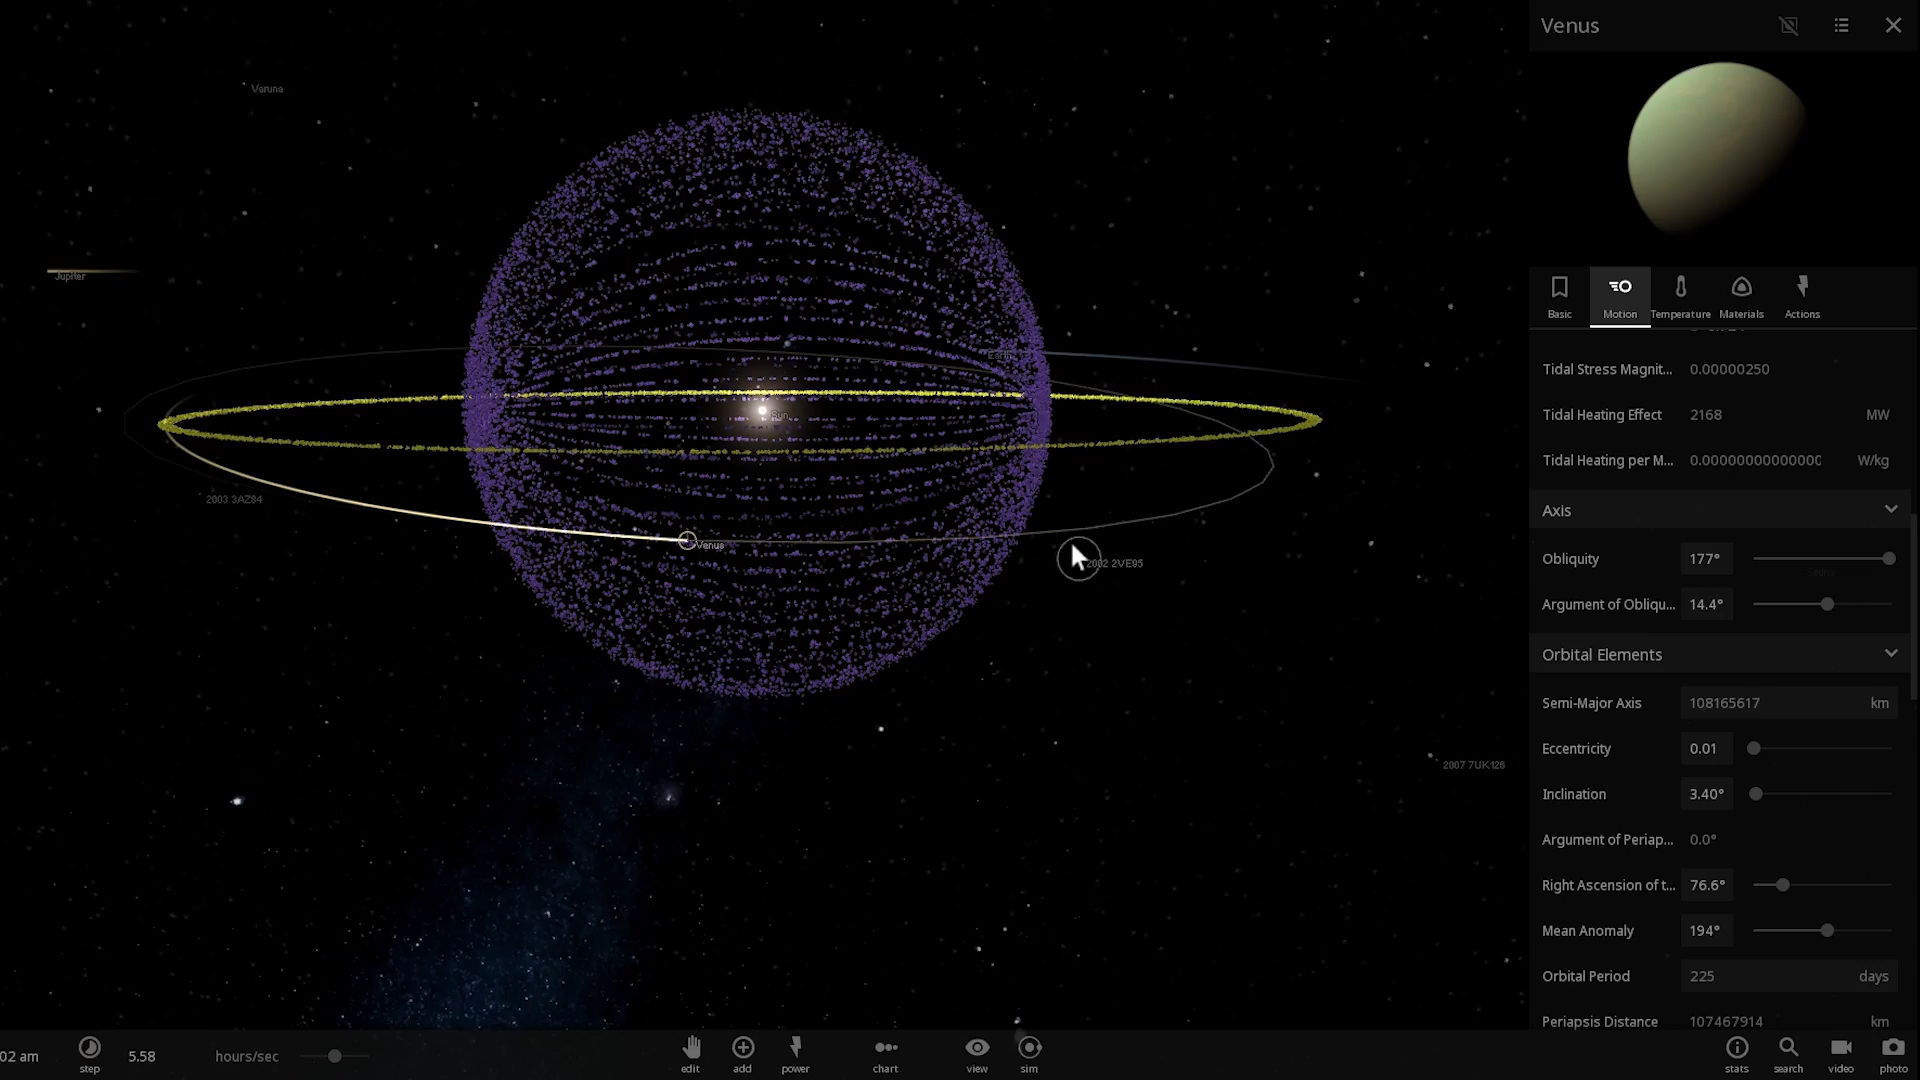 Venus
Varuna
Jupiter
Earth
Sun
2003 3AZ84
Venus
2002 2VE95
2007 7UK126
Basic
Motion
Temperature
Materials
Actions
Tidal Stress Magnit... 0.00000250
Tidal Heating Effect 2168 MW
Tidal Heating per M... 0.00000000000000 W/kg
Axis
Obliquity 177°
Argument of Obliqu... 14.4°
Orbital Elements
Semi-Major Axis 108165617 km
Eccentricity 0.01
Inclination 3.40°
Argument of Periap... 0.0°
Right Ascension of t... 76.6°
Mean Anomaly 194°
Orbital Period 225 days
Periapsis Distance 107467914 km
02 am
step
5.58 hours/sec
edit
add
power
chart
view
sim
stats
search
video
photo